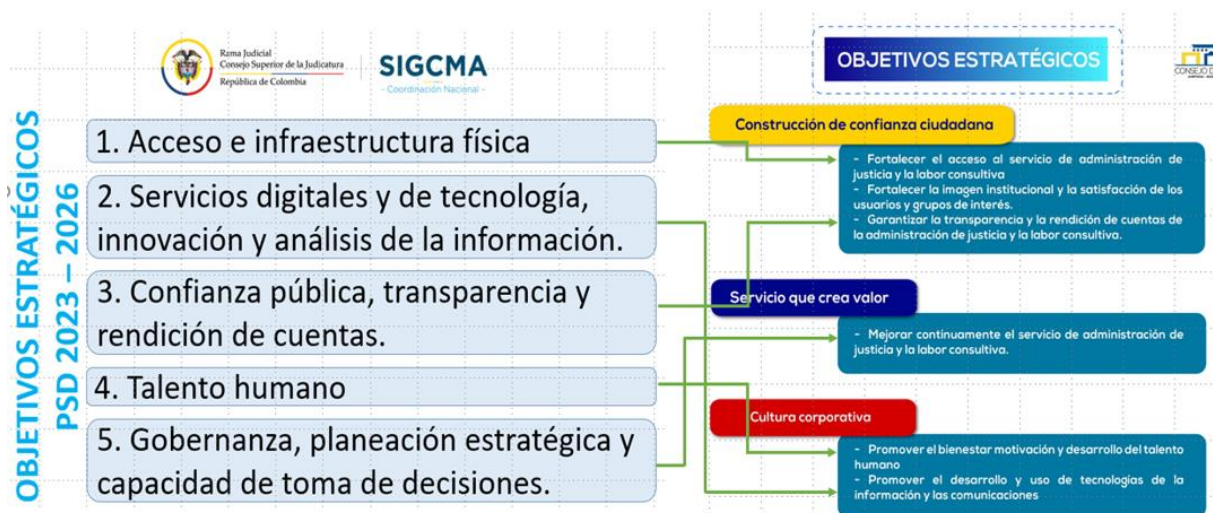 OBJETIVOS ESTRATÉGICOS
PSD 2023 – 2026
Rama Judicial
Consejo Superior de la Judicatura
República de Colombia
SIGCMA
- Coordinación Nacional -
1. Acceso e infraestructura física
2. Servicios digitales y de tecnología,
innovación y análisis de la información.
3. Confianza pública, transparencia y
rendición de cuentas.
4. Talento humano
5. Gobernanza, planeación estratégica y
capacidad de toma de decisiones.
OBJETIVOS ESTRATÉGICOS
CONSEJO D
Construcción de confianza ciudadana
- Fortalecer el acceso al servicio de administración de
justicia y la labor consultiva
- Fortalecer la imagen institucional y la satisfacción de los
usuarios y grupos de interés.
- Garantizar la transparencia y la rendición de cuentas de
la administración de justicia y la labor consultiva.
Servicio que crea valor
- Mejorar continuamente el servicio de administración de
justicia y la labor consultiva.
Cultura corporativa
- Promover el bienestar motivación y desarrollo del talento
humano
- Promover el desarrollo y uso de tecnologías de la
información y las comunicaciones